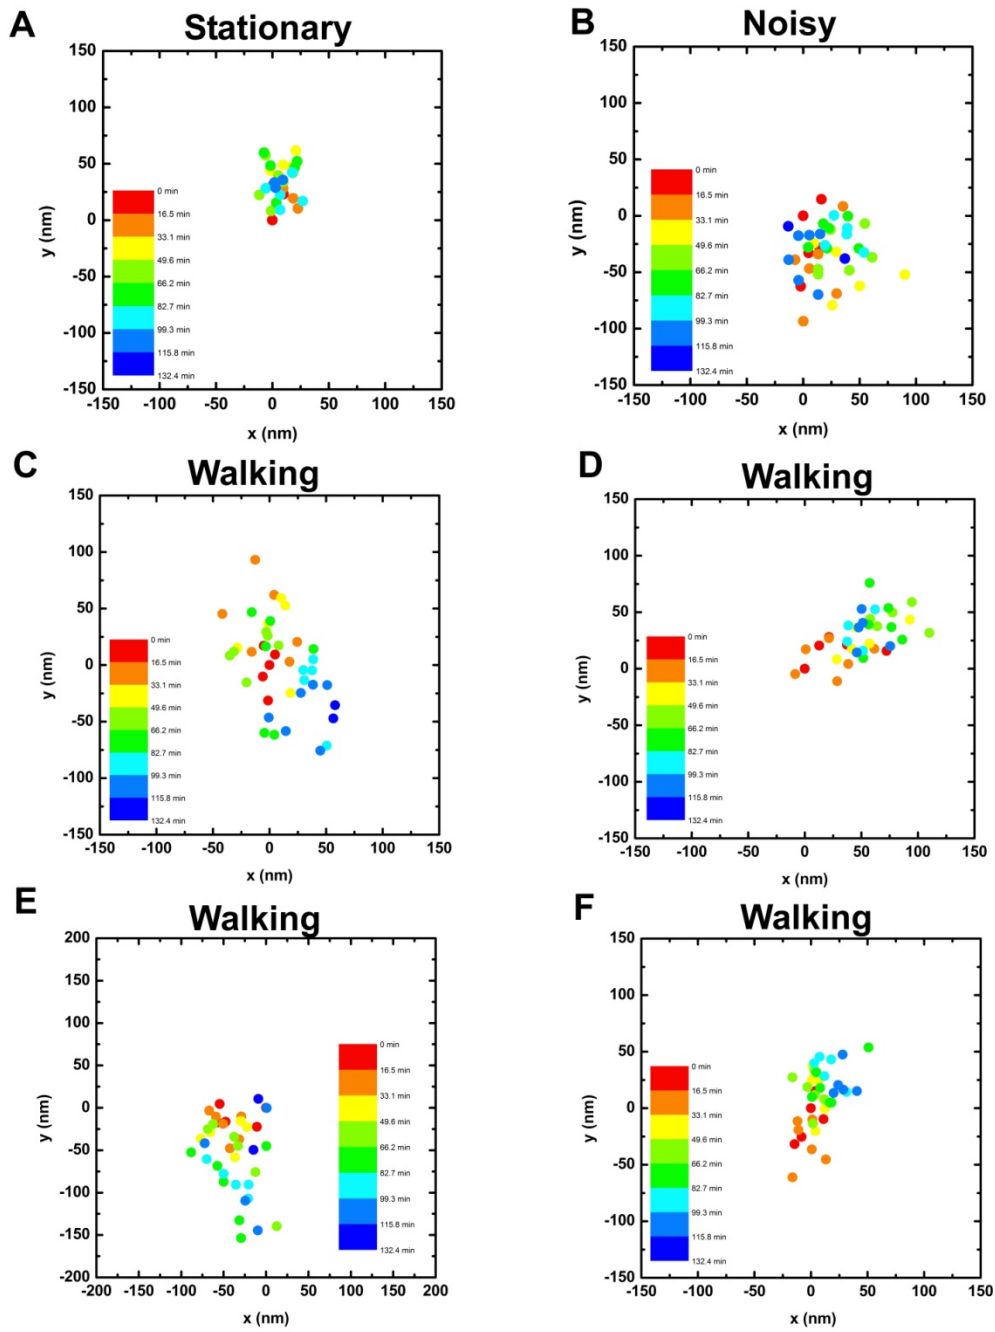 A
Stationary
150
100
50
0
-50
-100
-150
y (nm)
0 min
16.5 min
33.1 min
49.6 min
66.2 min
82.7 min
99.3 min
115.8 min
132.4 min
-150 -100 -50 0 50 100 150
x (nm)
B
Noisy
150
100
50
0
-50
-100
-150
y (nm)
0 min
16.5 min
33.1 min
49.6 min
66.2 min
82.7 min
99.3 min
115.8 min
132.4 min
-150 -100 -50 0 50 100 150
x (nm)
C
Walking
150
100
50
0
-50
-100
-150
y (nm)
0 min
16.5 min
33.1 min
49.6 min
66.2 min
82.7 min
99.3 min
115.8 min
132.4 min
-150 -100 -50 0 50 100 150
x (nm)
D
Walking
150
100
50
0
-50
-100
-150
y (nm)
0 min
16.5 min
33.1 min
49.6 min
66.2 min
82.7 min
99.3 min
115.8 min
132.4 min
-150 -100 -50 0 50 100 150
x (nm)
E
Walking
200
150
100
50
0
-50
-100
-150
-200
y (nm)
0 min
16.5 min
33.1 min
49.6 min
66.2 min
82.7 min
99.3 min
115.8 min
132.4 min
-200 -150 -100 -50 0 50 100 150 200
x (nm)
F
Walking
150
100
50
0
-50
-100
-150
y (nm)
0 min
16.5 min
33.1 min
49.6 min
66.2 min
82.7 min
99.3 min
115.8 min
132.4 min
-150 -100 -50 0 50 100 150
x (nm)